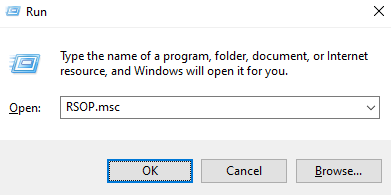 Run
Type the name of a program, folder, document, or Internet
resource, and Windows will open it for you.
Open: RSOP.msc
OK Cancel Browse...